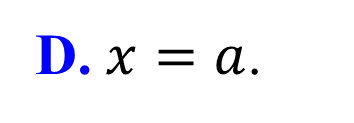 D. x = a.